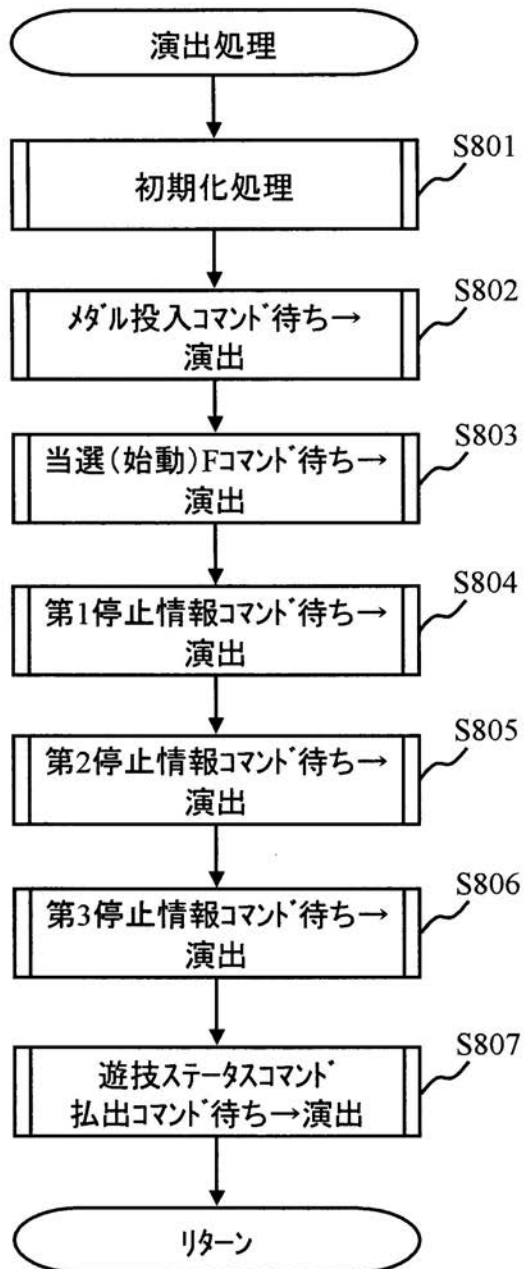 演出処理
S801
初期化処理
S802
メダル投入コマンド待ち→
演出
S803
当選(始動)Fコマンド待ち→
演出
S804
第1停止情報コマンド待ち→
演出
S805
第2停止情報コマンド待ち→
演出
S806
第3停止情報コマンド待ち→
演出
S807
遊技ステータスコマンド
払出コマンド待ち→演出
リターン